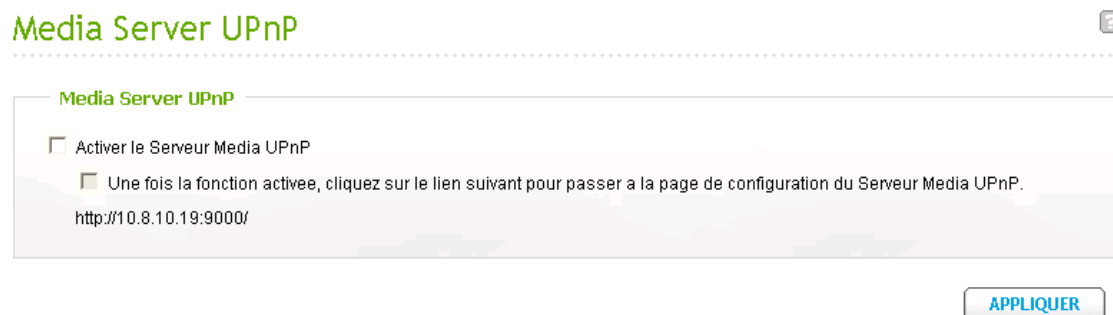 Media Server UPnP
?
Media Server UPnP
Activer le Serveur Media UPnP
Une fois la fonction activee, cliquez sur le lien suivant pour passer a la page de configuration du Serveur Media UPnP.
http://10.8.10.19:9000/
APPLIQUER